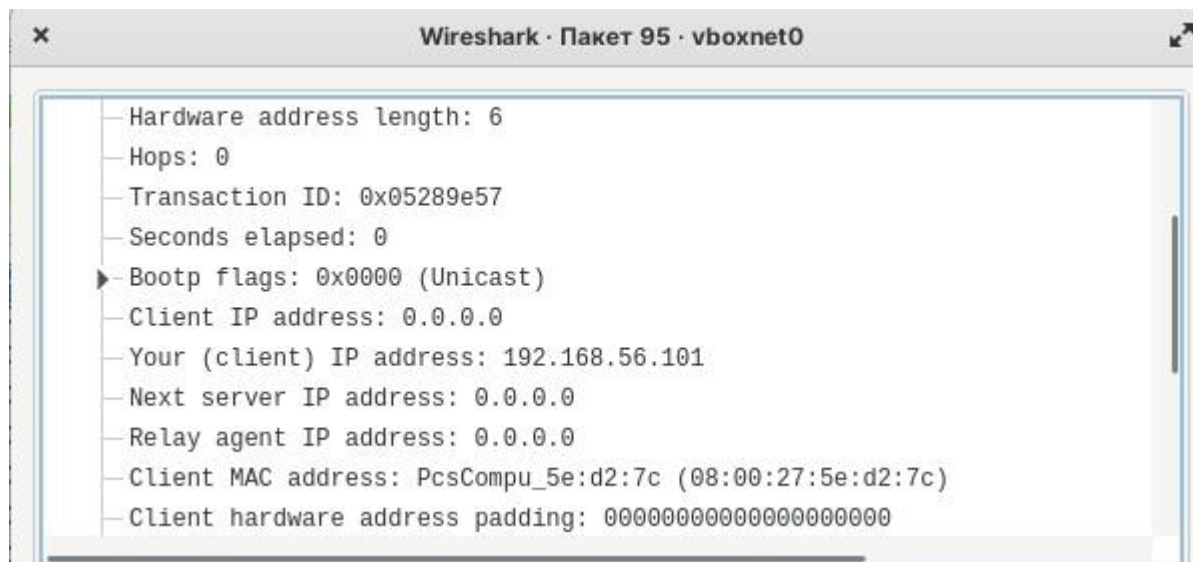 Wireshark · Пакет 95 · vboxnet0
Hardware address length: 6
Hops: 0
Transaction ID: 0x05289e57
Seconds elapsed: 0
Bootp flags: 0x0000 (Unicast)
Client IP address: 0.0.0.0
Your (client) IP address: 192.168.56.101
Next server IP address: 0.0.0.0
Relay agent IP address: 0.0.0.0
Client MAC address: PcsCompu_5e:d2:7c (08:00:27:5e:d2:7c)
Client hardware address padding: 00000000000000000000